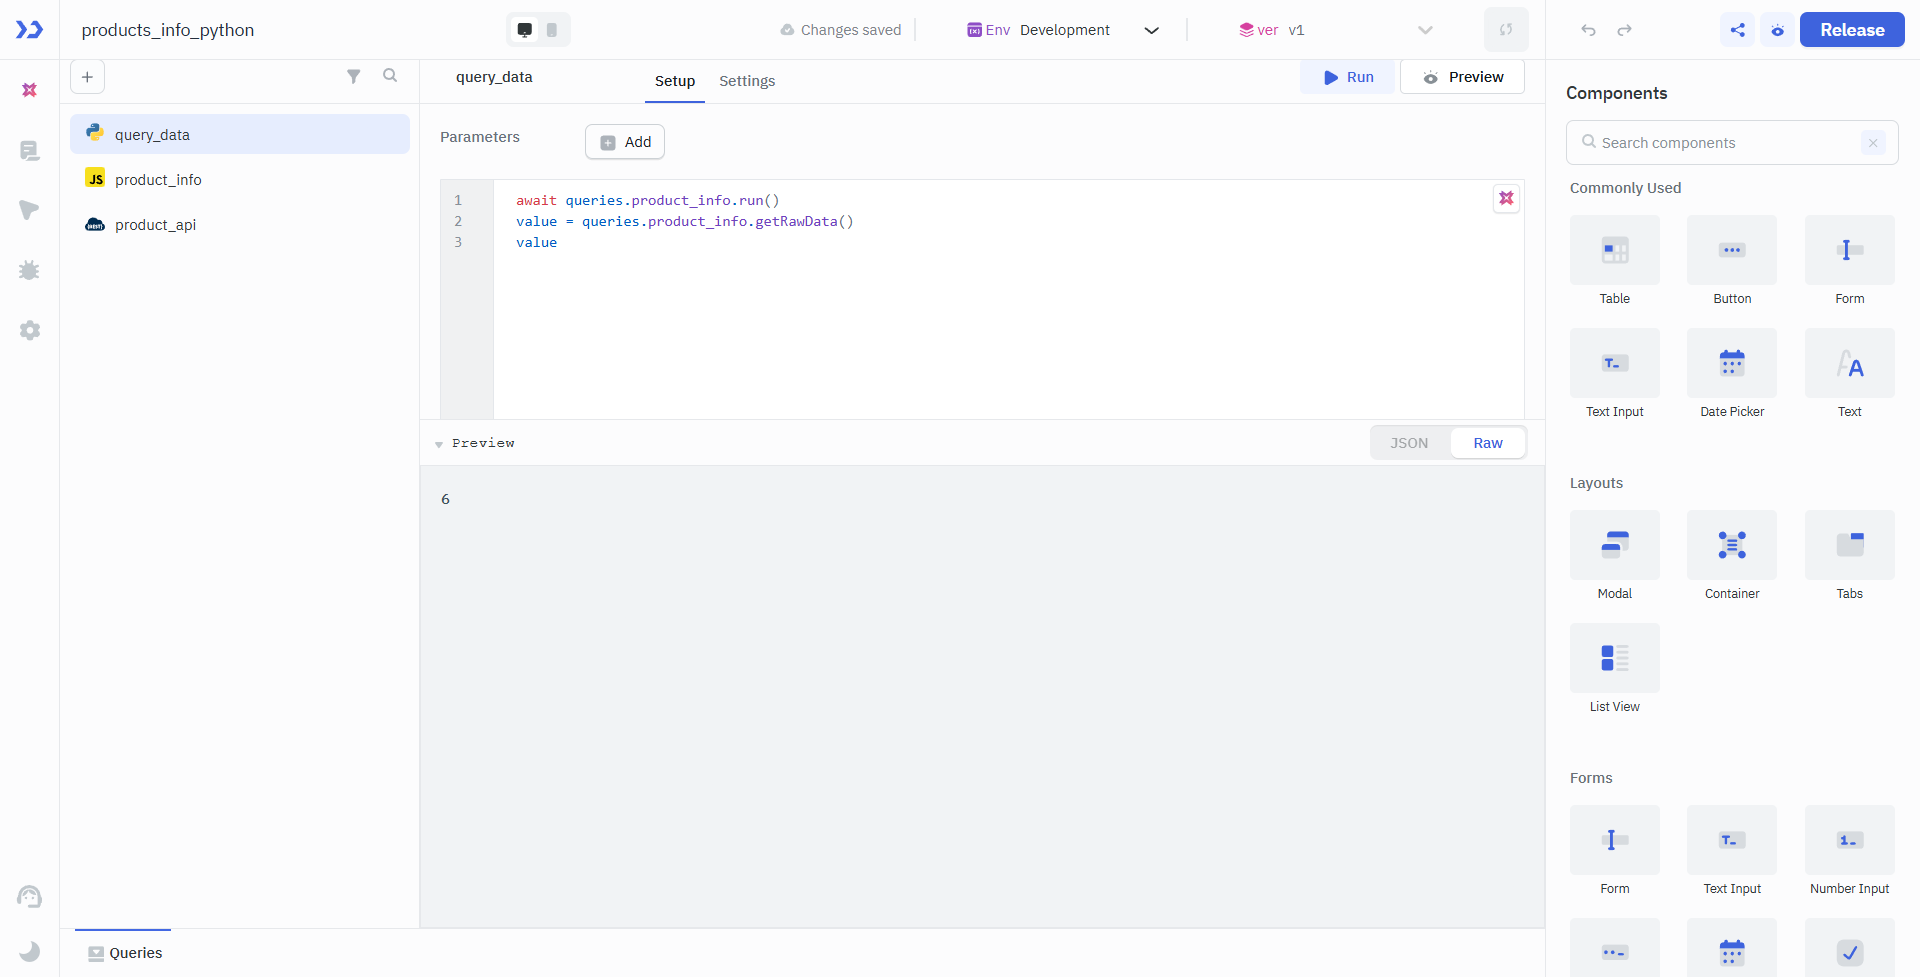 products_info_python
Changes saved
Env Development
ver v1
Release
query_data
JS product_info
product_api
query_data
Setup
Settings
Run
Preview
Parameters
Add
1 await queries.product_info.run()
2 value = queries.product_info.getRawData()
3 value
Preview
JSON
Raw
6
Queries
Components
Search components
Commonly Used
Table
Button
Form
Text Input
Date Picker
Text
Layouts
Modal
Container
Tabs
List View
Forms
Form
Text Input
Number Input